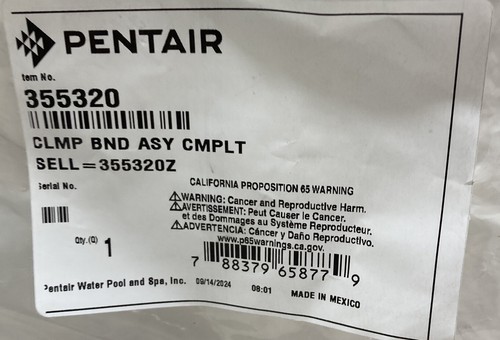 PENTAIR
Item No.
355320
CLMP BND ASY CMPLT
SELL=355320Z
Serial No.
CALIFORNIA PROPOSITION 65 WARNING
WARNING: Cancer and Reproductive Harm.
AVERTISSEMENT: Peut Causer le Cancer.
et des Dommages au Système Reproducteur.
ADVERTENCIA: Cáncer y Daño Reproductivo.
www.p65warnings.ca.gov.
Qty.(Q) 1
7 88379 65877 9
Pentair Water Pool and Spa, Inc. 09/14/2024 08:01 MADE IN MEXICO